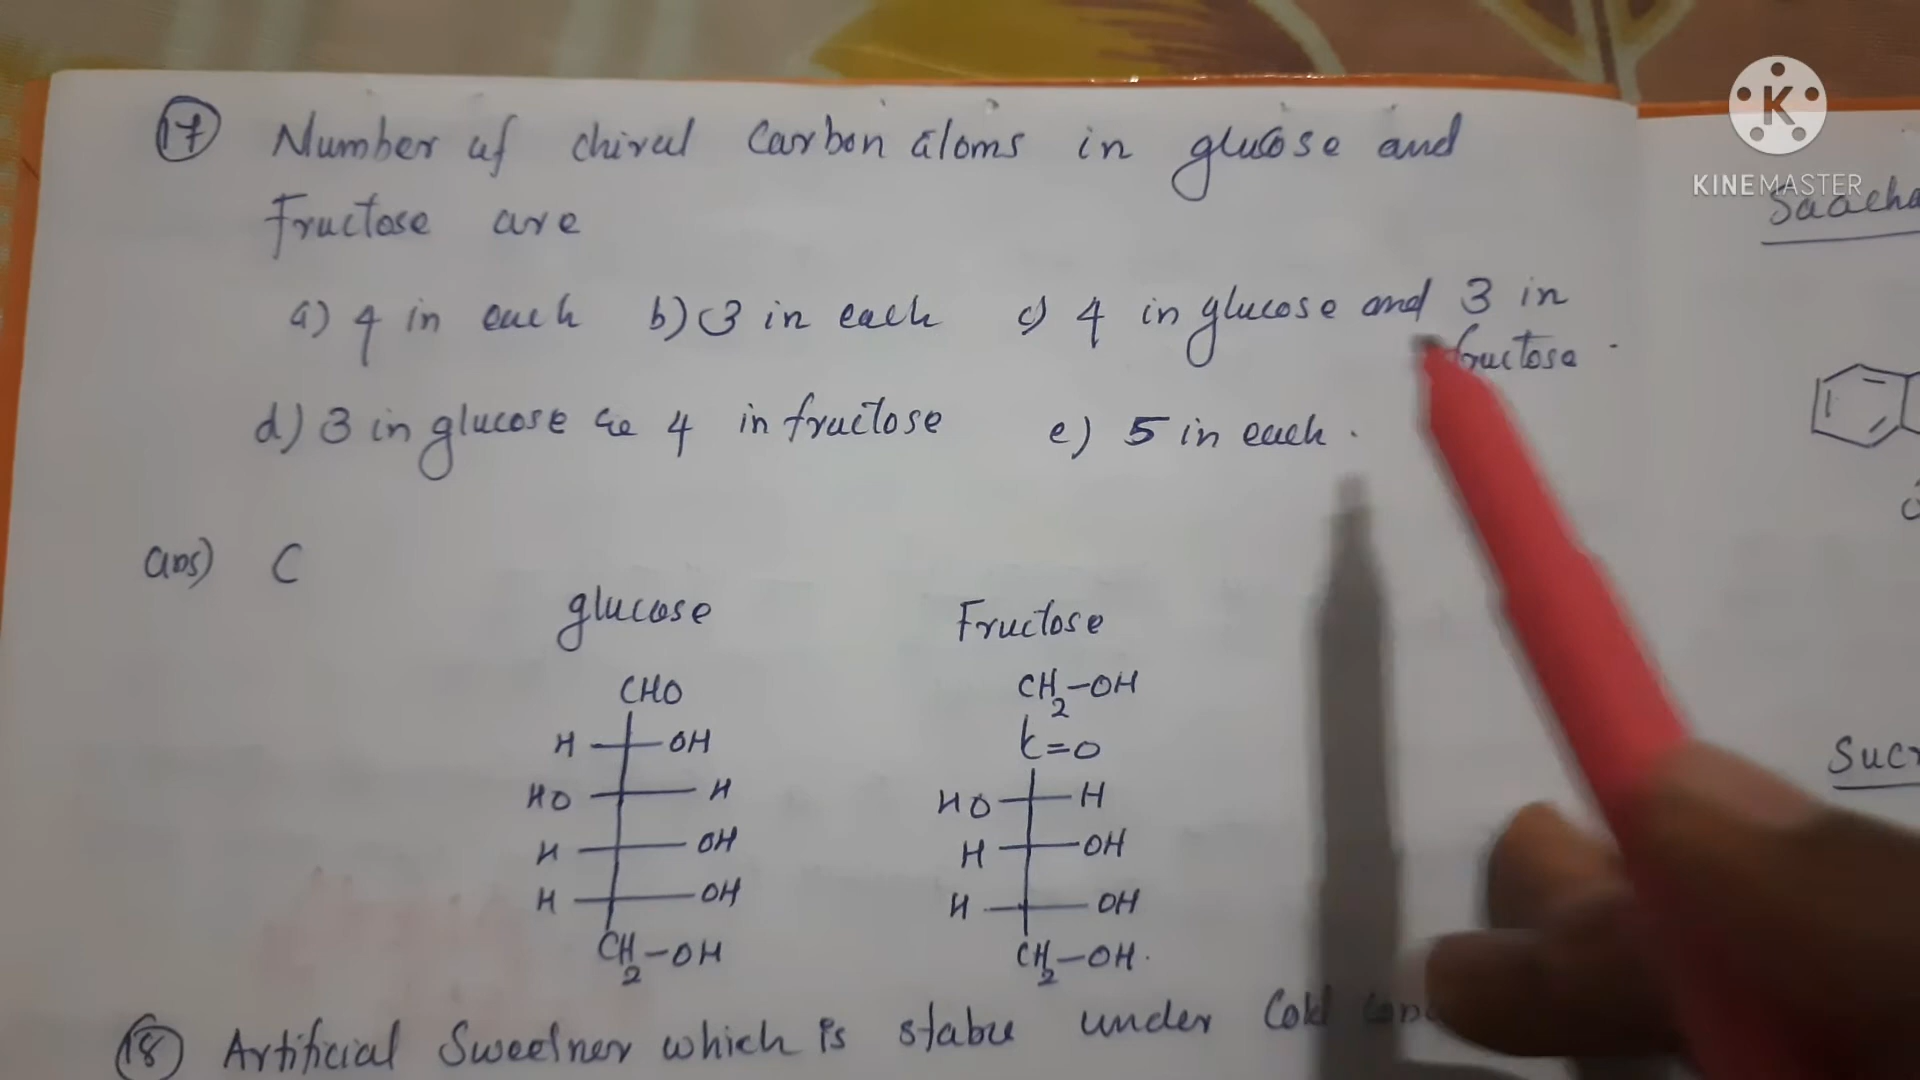 17 Number of chiral Carbon atoms in glucose and
Fructose are
a) 4 in each b) 3 in each c) 4 in glucose and 3 in
fructose.
d) 3 in glucose & 4 in fructose e) 5 in each.
ans) C
glucose Fructose
CHO CH2-OH
H OH C=O
HO H HO H
H OH H OH
H OH H OH
CH2-OH CH2-OH.
18 Artificial Sweetner which is stable under Cold
KINEMASTER
K